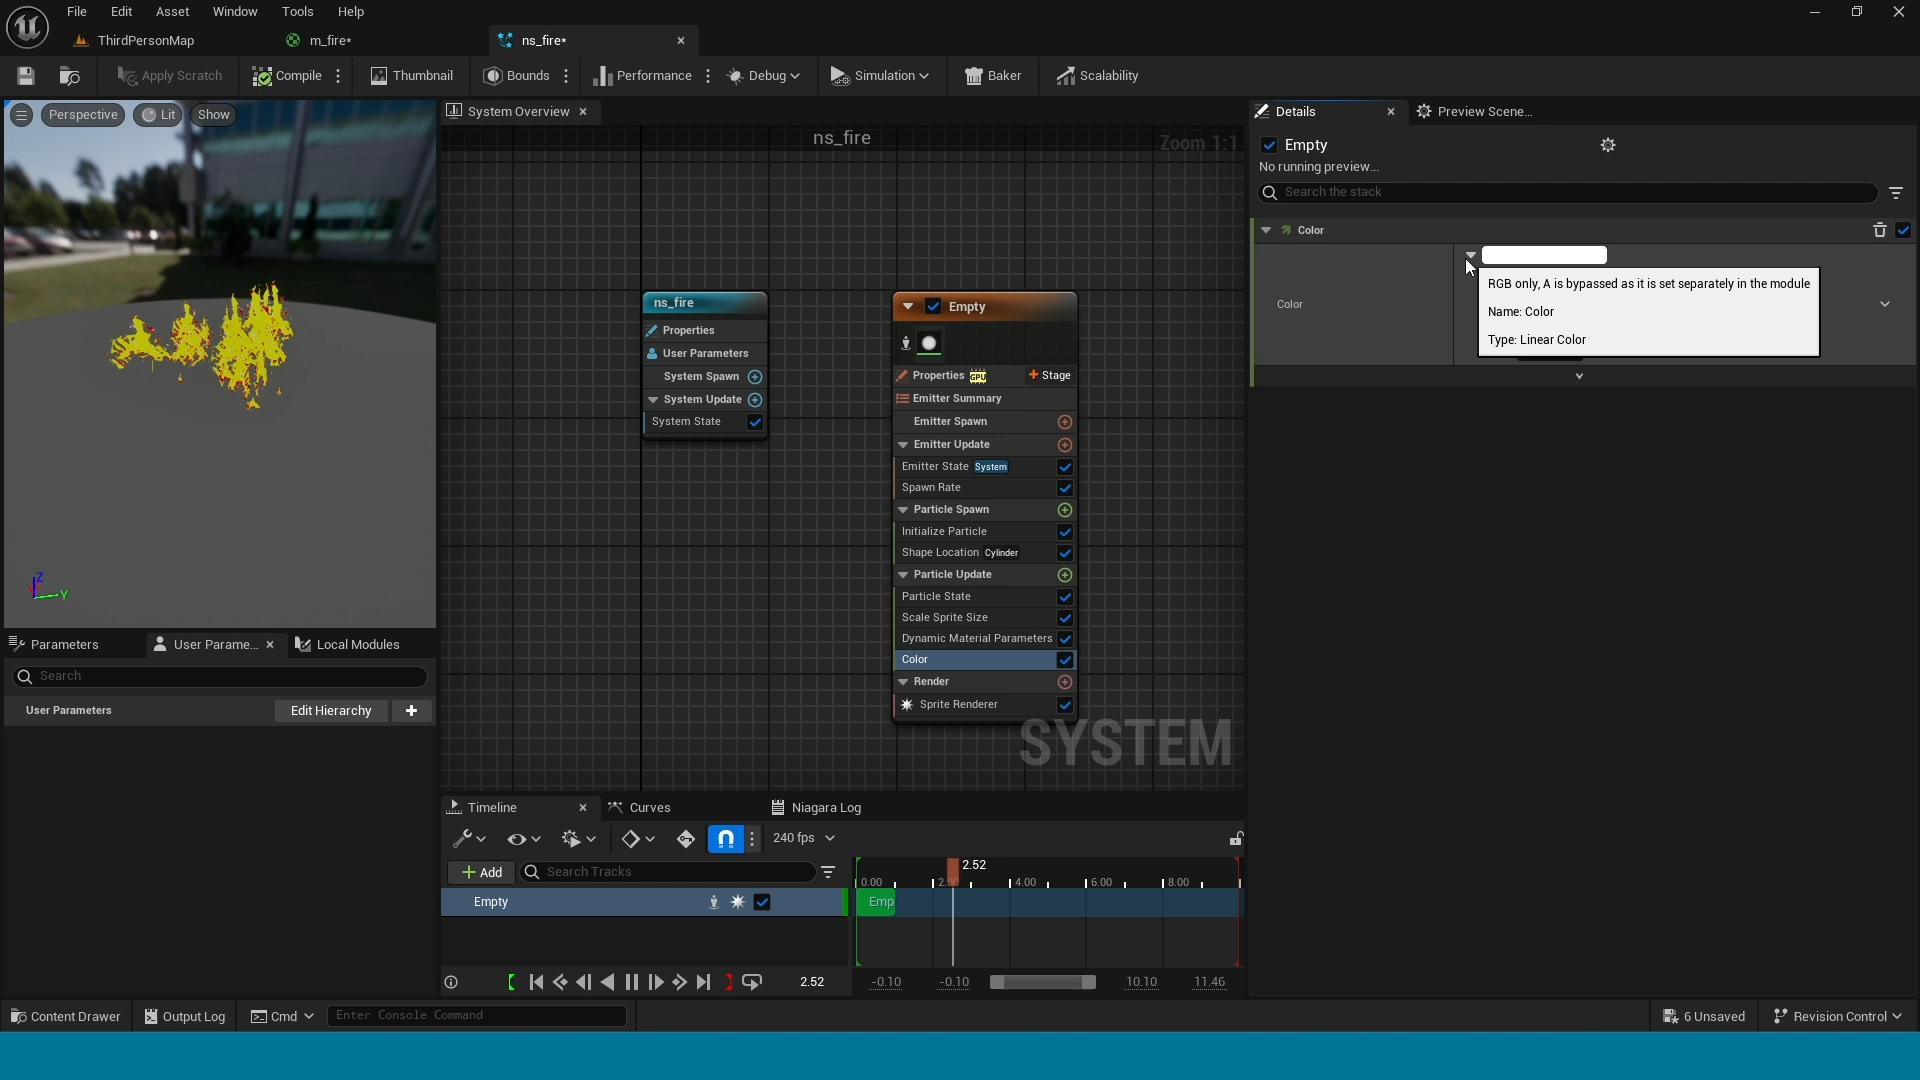 File Edit Asset Window Tools Help
ThirdPersonMap m_fire* ns_fire*
Apply Scratch Compile Thumbnail Bounds Performance Debug Simulation Baker Scalability
Perspective Lit Show
System Overview
ns_fire
Zoom 1:1
ns_fire
Properties
User Parameters
System Spawn
System Update
System State
Empty
Properties GPU Stage
Emitter Summary
Emitter Spawn
Emitter Update
Emitter State System
Spawn Rate
Particle Spawn
Initialize Particle
Shape Location Cylinder
Particle Update
Particle State
Scale Sprite Size
Dynamic Material Parameters
Color
Render
Sprite Renderer
SYSTEM
Details Preview Scene...
Empty
No running preview...
Search the stack
Color
Color
RGB only, A is bypassed as it is set separately in the module
Name: Color
Type: Linear Color
Z
Y
Parameters User Parame... Local Modules
Search
User Parameters Edit Hierarchy
Timeline Curves Niagara Log
240 fps
Add Search Tracks
2.52
0.00 4.00 6.00 8.00
Empty
Emp
2.52
-0.10 -0.10 10.10 11.46
Content Drawer Output Log Cmd Enter Console Command 6 Unsaved Revision Control